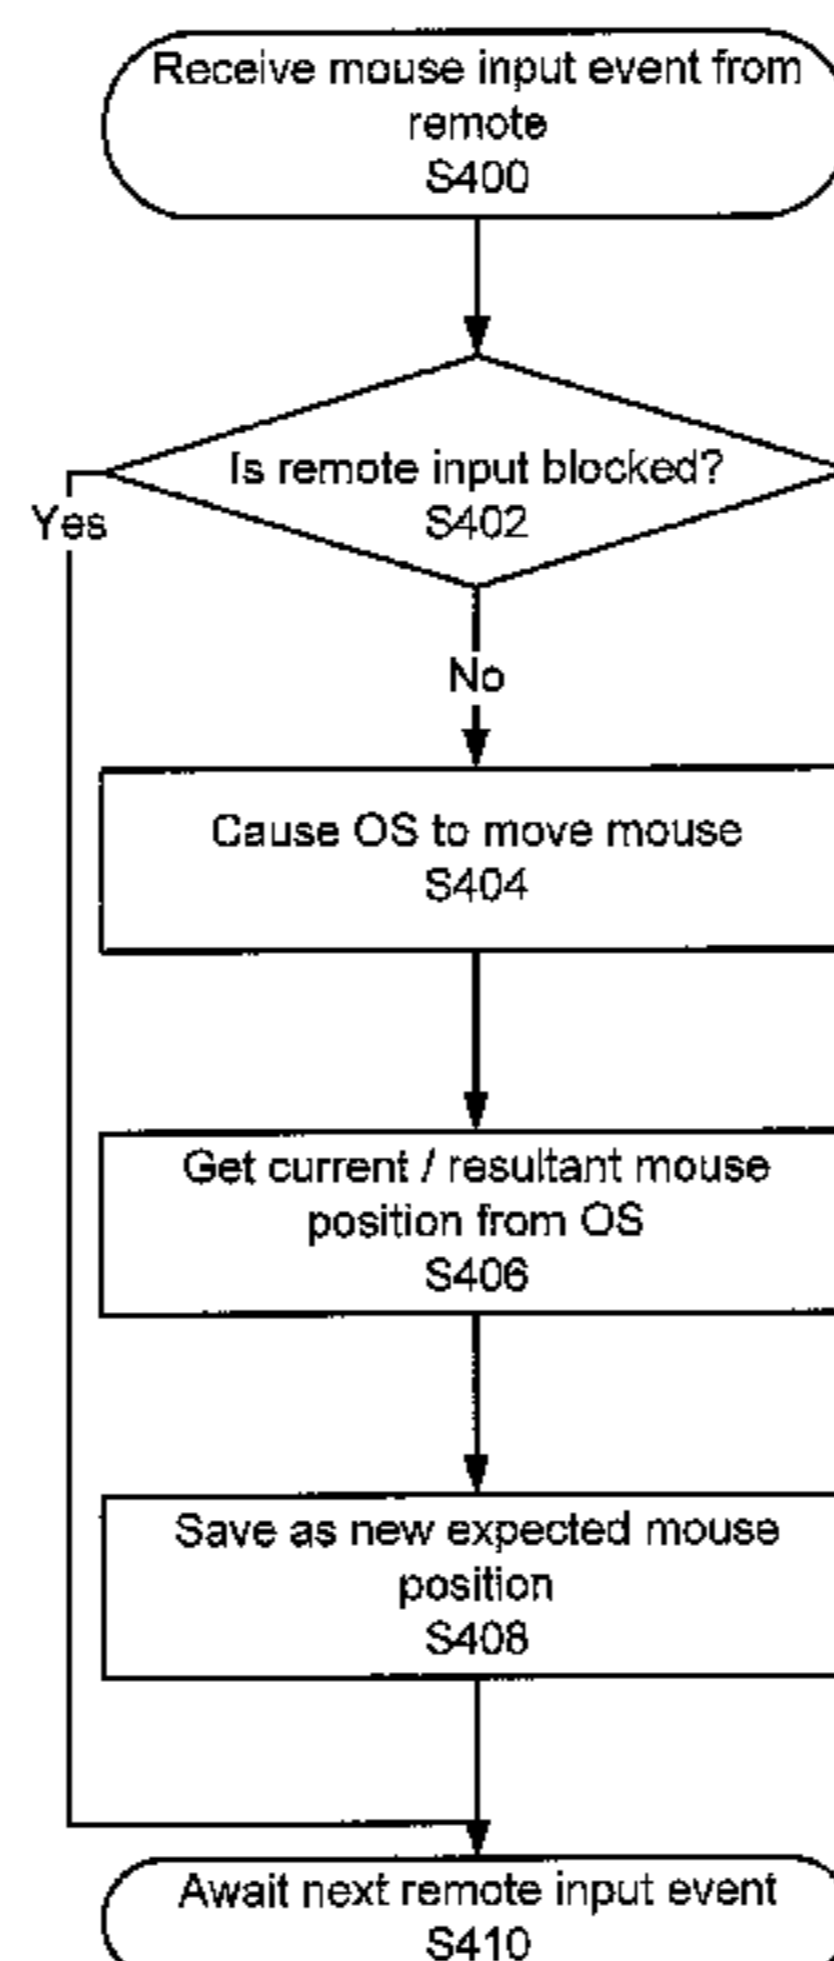 Receive mouse input event from
remote
S400
Is remote input blocked?
S402
Yes
No
Cause OS to move mouse
S404
Get current / resultant mouse
position from OS
S406
Save as new expected mouse
position
S408
Await next remote input event
S410